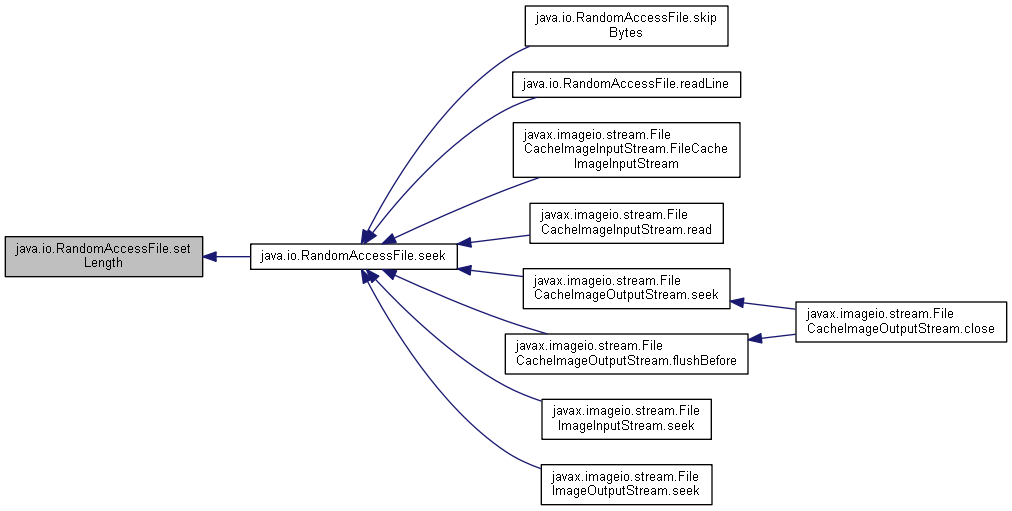 java.io.RandomAccessFile.skip
Bytes
java.io.RandomAccessFile.readLine
javax.imageio.stream.File
CacheImageInputStream.FileCache
ImageInputStream
javax.imageio.stream.File
CacheImageInputStream.read
java.io.RandomAccessFile.set
Length
java.io.RandomAccessFile.seek
javax.imageio.stream.File
CacheImageOutputStream.seek
javax.imageio.stream.File
CacheImageOutputStream.close
javax.imageio.stream.File
CacheImageOutputStream.flushBefore
javax.imageio.stream.File
ImageInputStream.seek
javax.imageio.stream.File
ImageOutputStream.seek